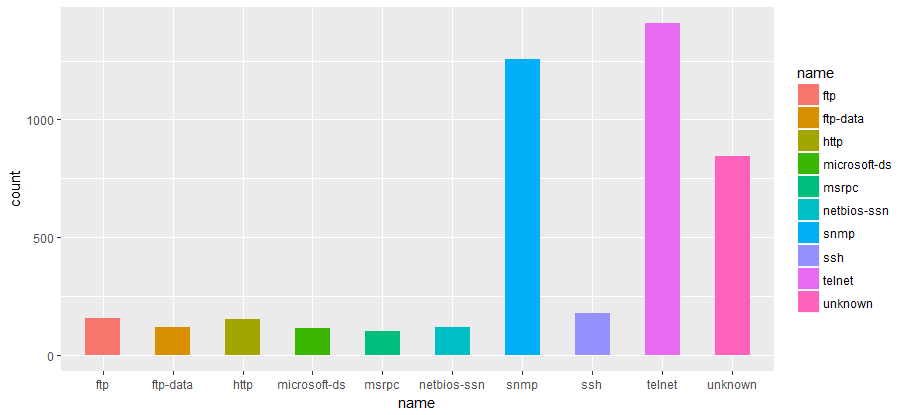 1000
500
0
count
ftp ftp-data http microsoft-ds msrpc netbios-ssn snmp ssh telnet unknown
name
name
ftp
ftp-data
http
microsoft-ds
msrpc
netbios-ssn
snmp
ssh
telnet
unknown